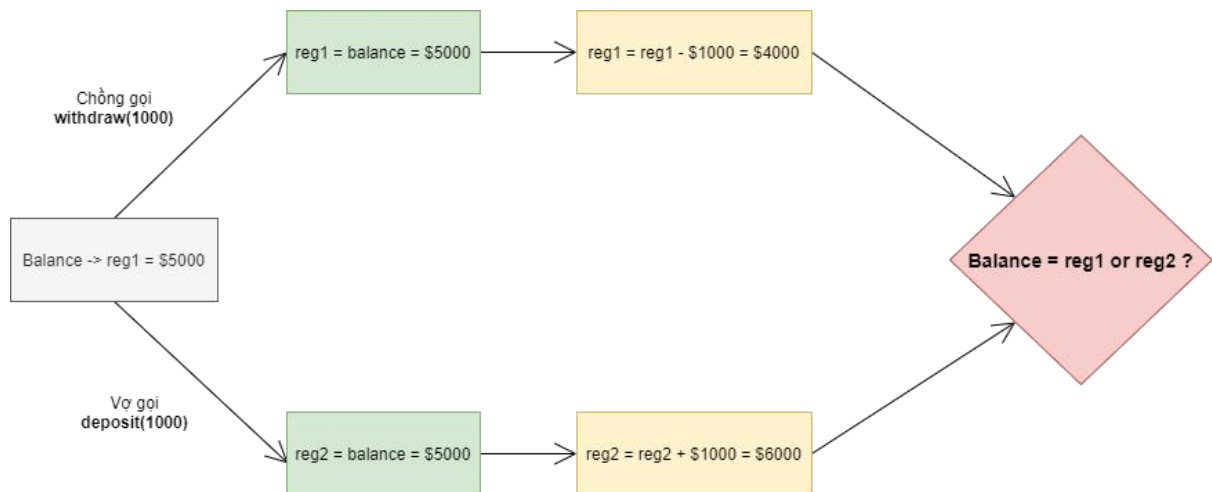 reg1 = balance = $5000
reg1 = reg1 - $1000 = $4000
Chồng gọi
withdraw(1000)
Balance -> reg1 = $5000
Balance = reg1 or reg2 ?
Vợ gọi
deposit(1000)
reg2 = balance = $5000
reg2 = reg2 + $1000 = $6000